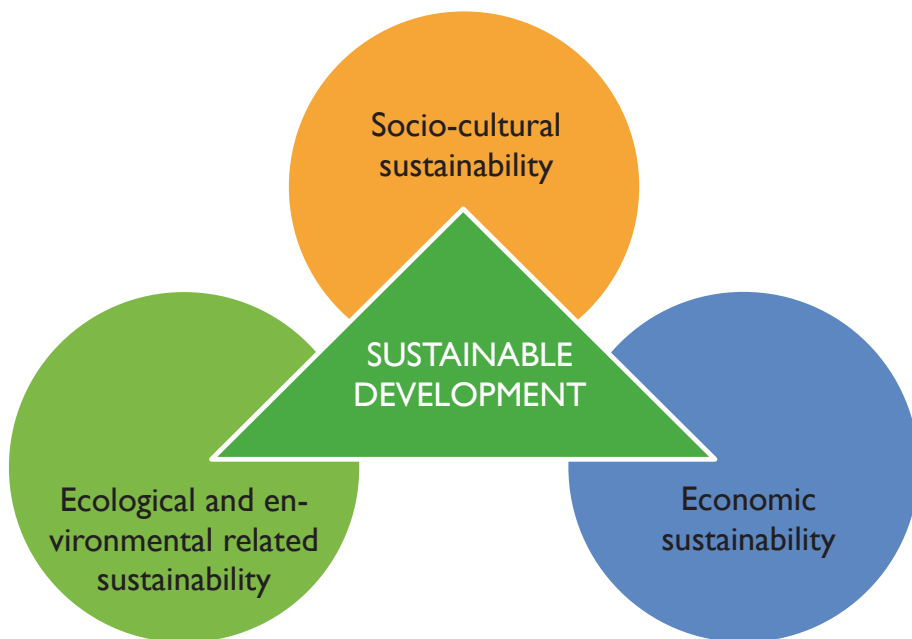 Socio-cultural
sustainability
SUSTAINABLE
DEVELOPMENT
Ecological and en-
vironmental related
sustainability
Economic
sustainability